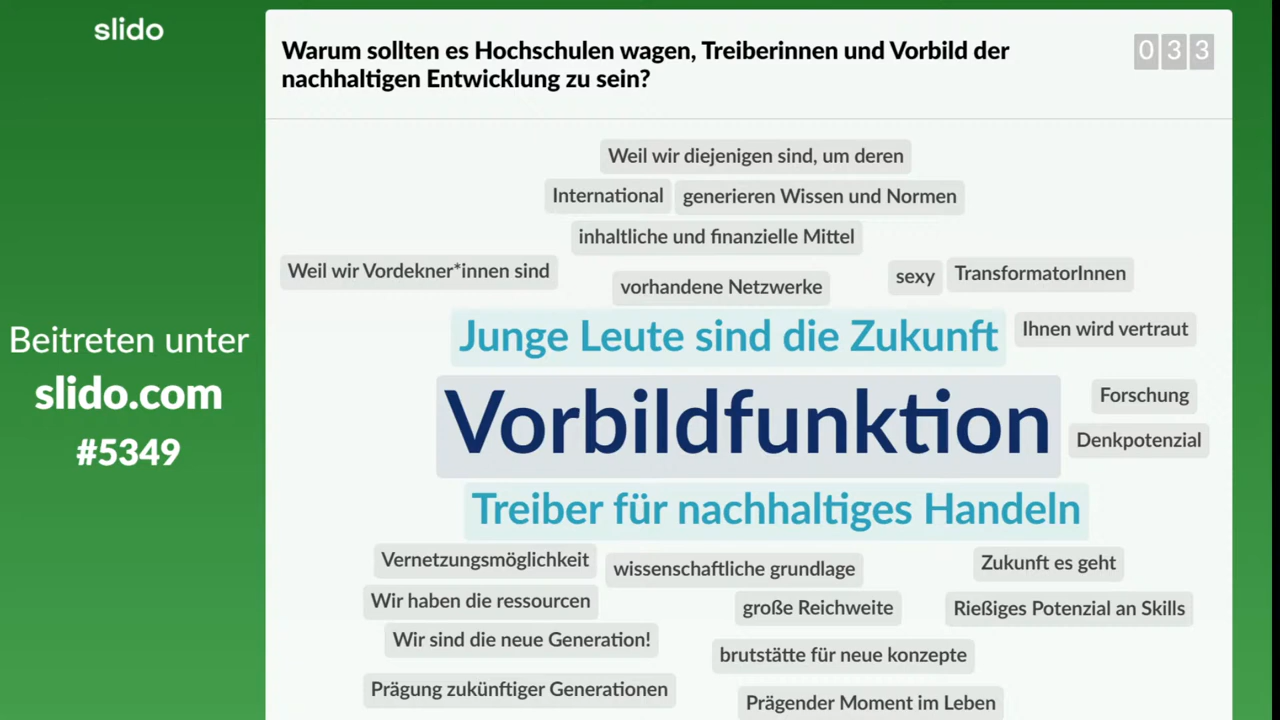 slido
Warum sollten es Hochschulen wagen, Treiberinnen und Vorbild der
nachhaltigen Entwicklung zu sein?
033
Beitreten unter
slido.com
#5349
Weil wir diejenigen sind, um deren
International
generieren Wissen und Normen
inhaltliche und finanzielle Mittel
Weil wir Vordekner*innen sind
vorhandene Netzwerke
sexy
TransformatorInnen
Junge Leute sind die Zukunft
Ihnen wird vertraut
Vorbildfunktion
Forschung
Denkpotenzial
Treiber für nachhaltiges Handeln
Vernetzungsmöglichkeit
wissenschaftliche grundlage
Zukunft es geht
Wir haben die ressourcen
große Reichweite
Rießiges Potenzial an Skills
Wir sind die neue Generation!
brutstätte für neue konzepte
Prägung zukünftiger Generationen
Prägender Moment im Leben